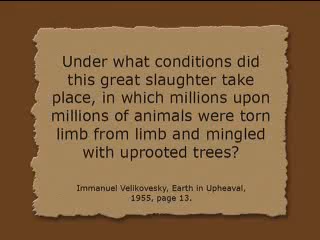 Under what conditions did
this great slaughter take
place, in which millions upon
millions of animals were torn
limb from limb and mingled
with uprooted trees?
Immanuel Velikovesky, Earth in Upheaval,
1955, page 13.